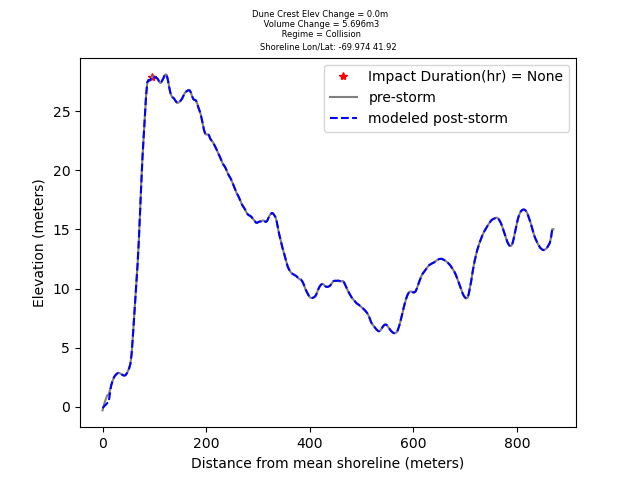 Dune Crest Elev Change = 0.0m
Volume Change = 5.696m3
Regime = Collision
Shoreline Lon/Lat: -69.974 41.92
Impact Duration(hr) = None
pre-storm
modeled post-storm
25
20
15
10
5
0
Elevation (meters)
0 200 400 600 800
Distance from mean shoreline (meters)